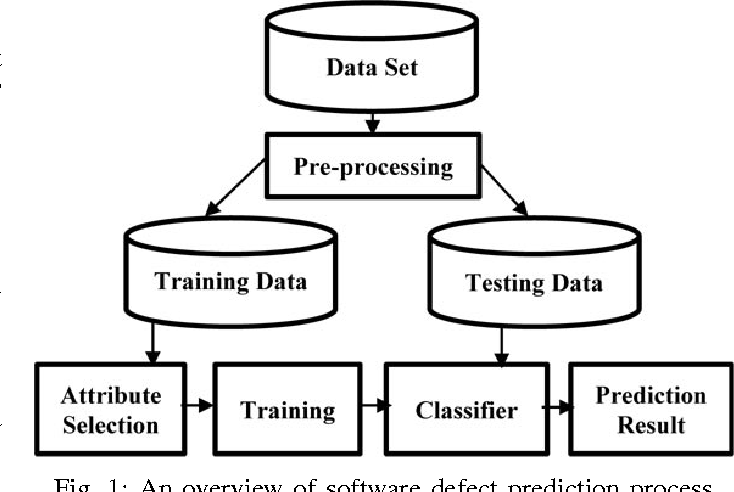 Data Set
Pre-processing
Training Data
Testing Data
Attribute
Selection
Training
Classifier
Prediction
Result
Fig. 1: An overview of software defect prediction process